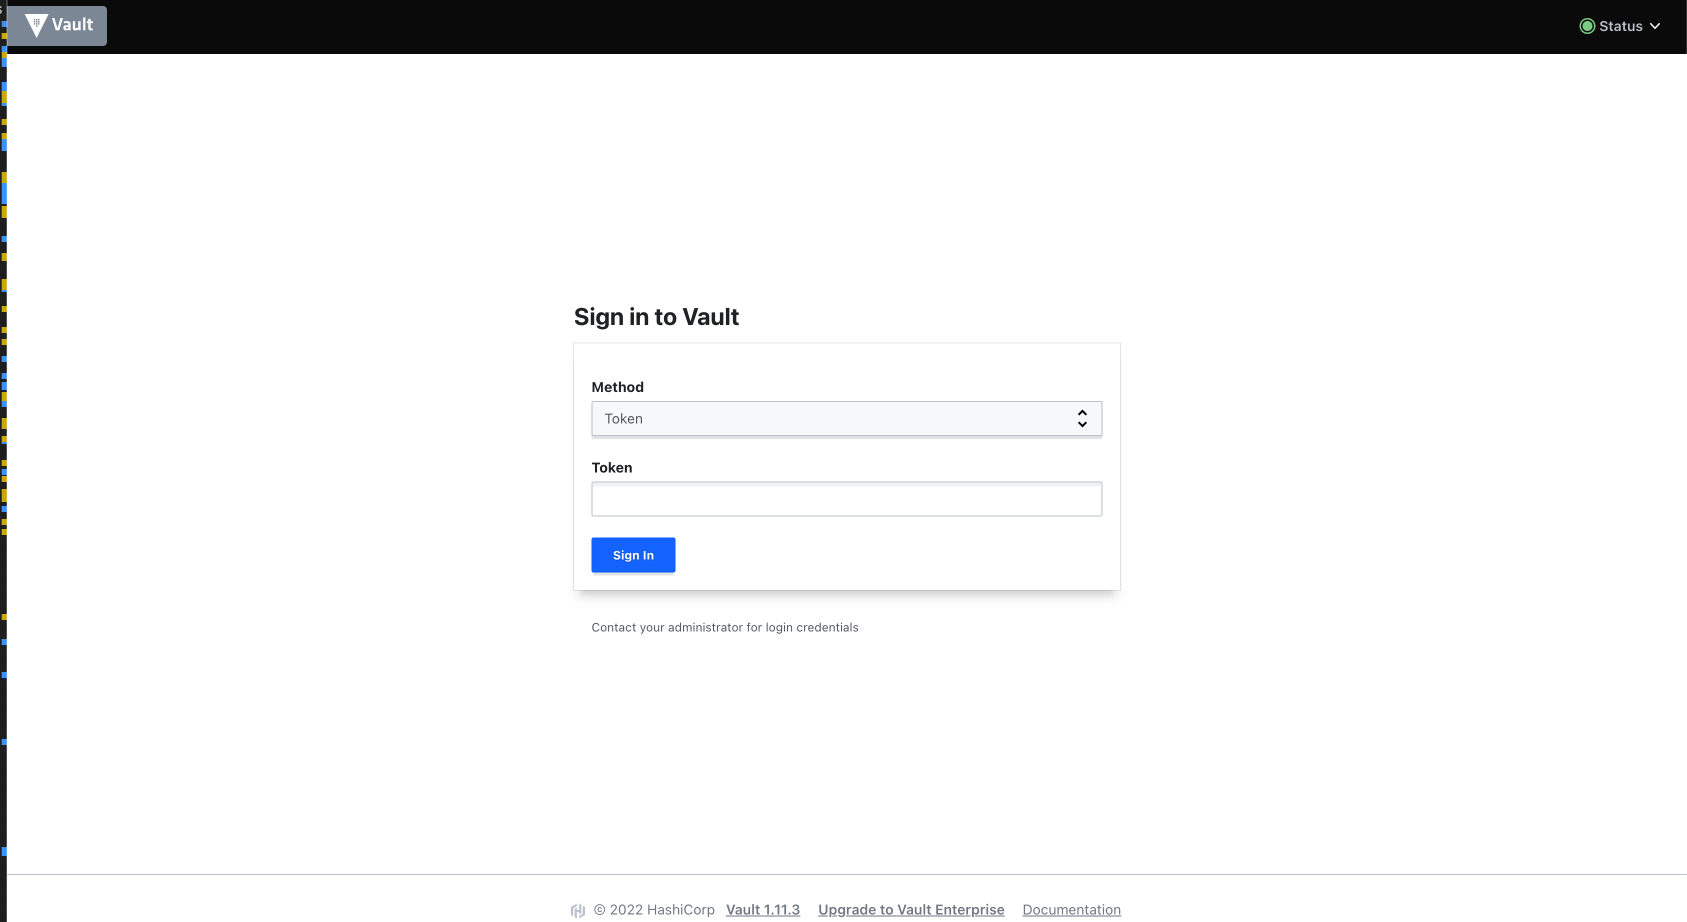 Vault
Status
Sign in to Vault
Method
Token
Token
Sign In
Contact your administrator for login credentials
© 2022 HashiCorp Vault 1.11.3 Upgrade to Vault Enterprise Documentation